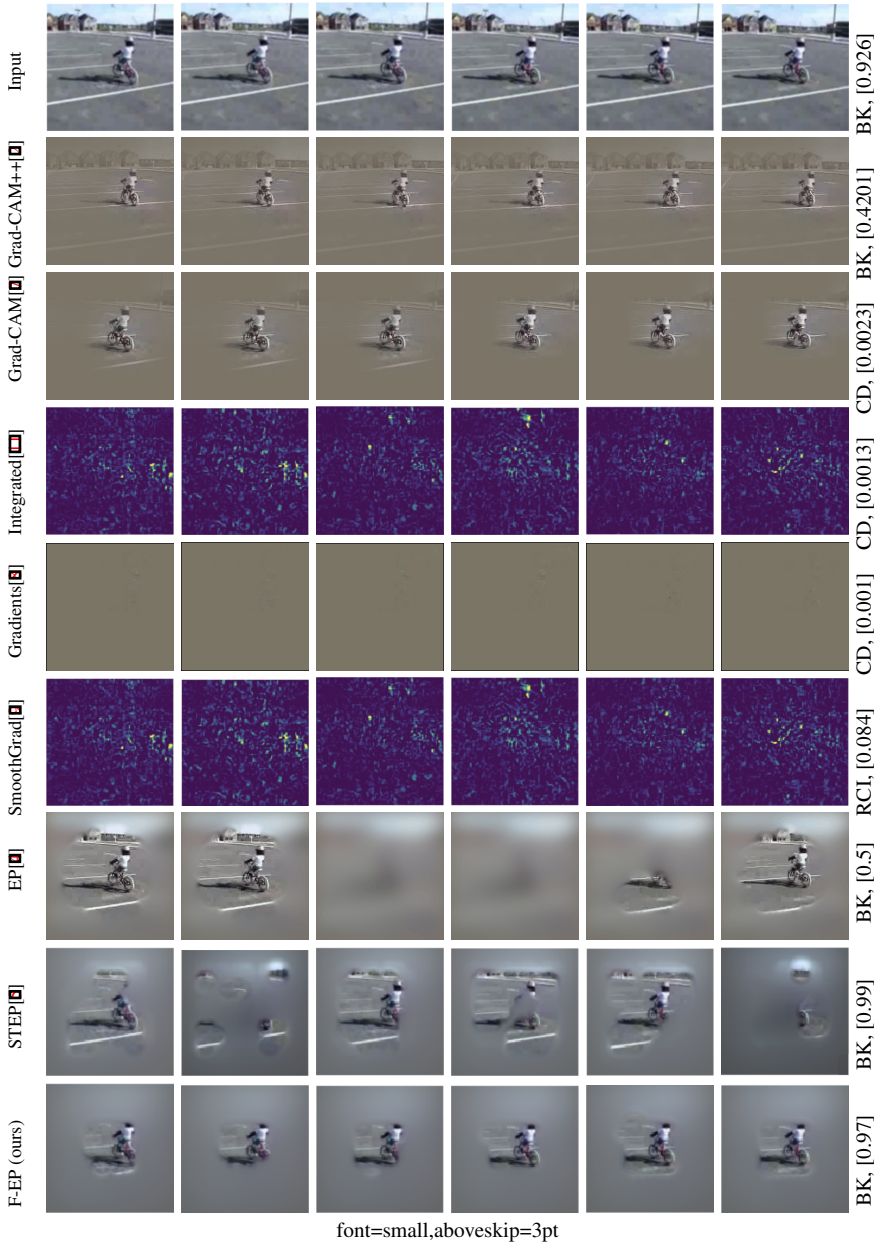 Input
BK, [0.926]
Grad-CAM++[]
BK, [0.4201]
Grad-CAM[]
CD, [0.0023]
Integrated[]
CD, [0.0013]
Gradients[]
CD, [0.001]
SmoothGrad[]
RCI, [0.084]
EP[]
BK, [0.5]
STEP[]
BK, [0.99]
F-EP (ours)
BK, [0.97]
font=small,aboveskip=3pt